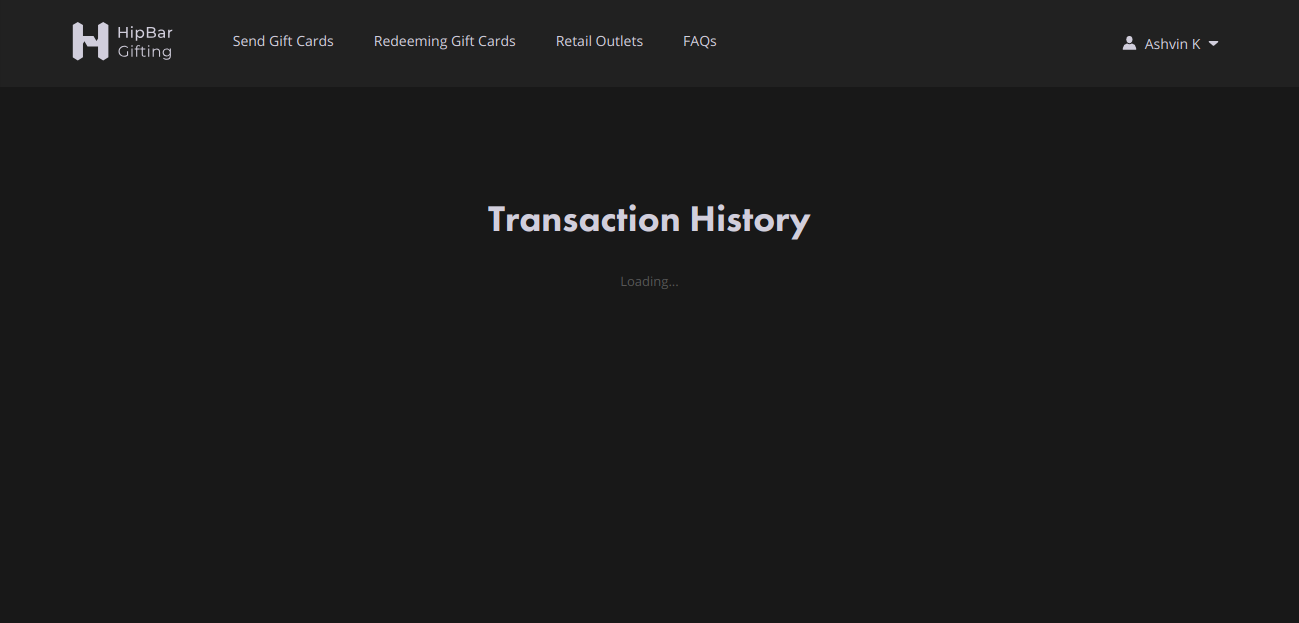 HipBar
Gifting
Send Gift Cards
Redeeming Gift Cards
Retail Outlets
FAQs
Ashvin K
Transaction History
Loading...